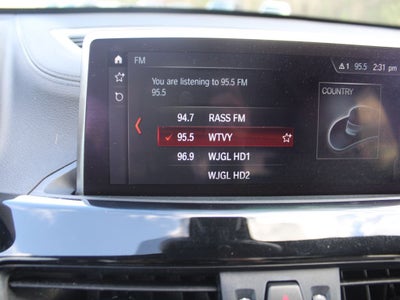 FM
1 95.5 2:31 pm
You are listening to 95.5 FM
95.5
COUNTRY
94.7 RASS FM
95.5 WTVY
96.9 WJGL HD1
WJGL HD2